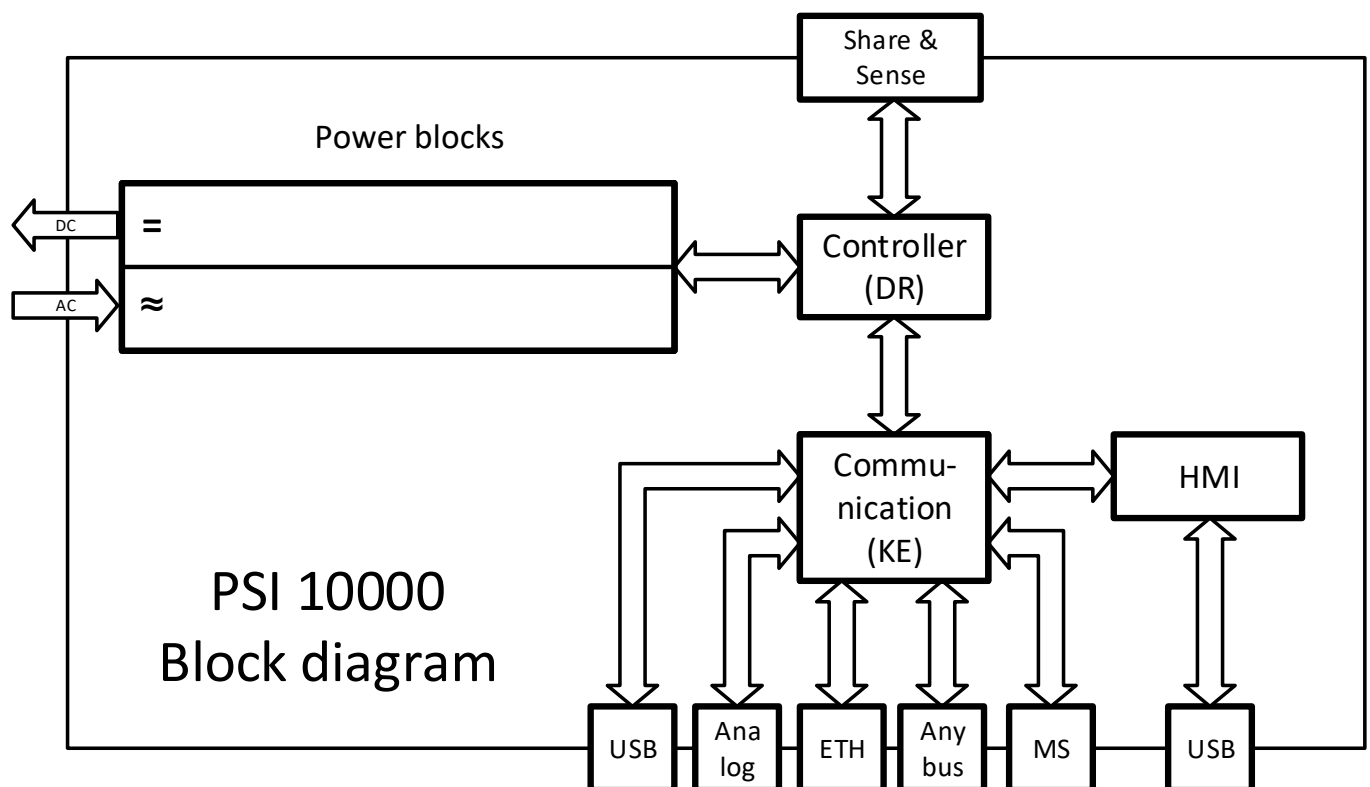 Share &
Sense
Power blocks
DC
=
Controller
(DR)
AC
≈
Commu-
nication
(KE)
HMI
PSI 10000
Block diagram
USB
Ana
log
ETH
Any
bus
MS
USB